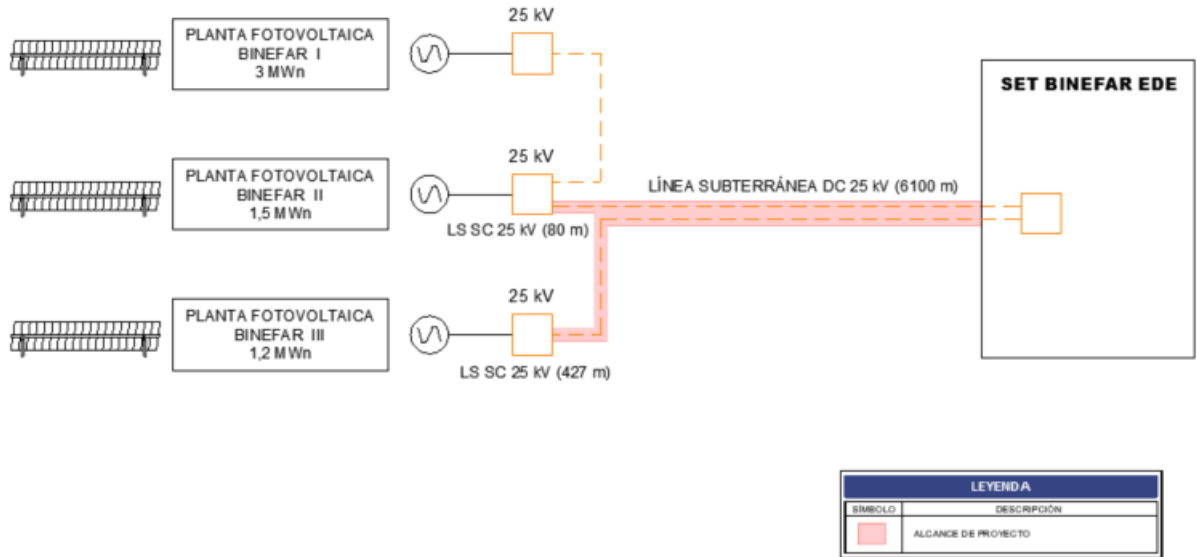 25 kV
PLANTA FOTOVOLTAICA
BINEFAR I
3 MWn
SET BINEFAR EDE
25 kV
PLANTA FOTOVOLTAICA
BINEFAR II
1,5 MWn
LÍNEA SUBTERRÁNEA DC 25 kV (6100 m)
LS SC 25 kV (80 m)
25 kV
PLANTA FOTOVOLTAICA
BINEFAR III
1,2 MWn
LS SC 25 kV (427 m)
LEYENDA
SÍMBOLO DESCRIPCIÓN
ALCANCE DE PROYECTO